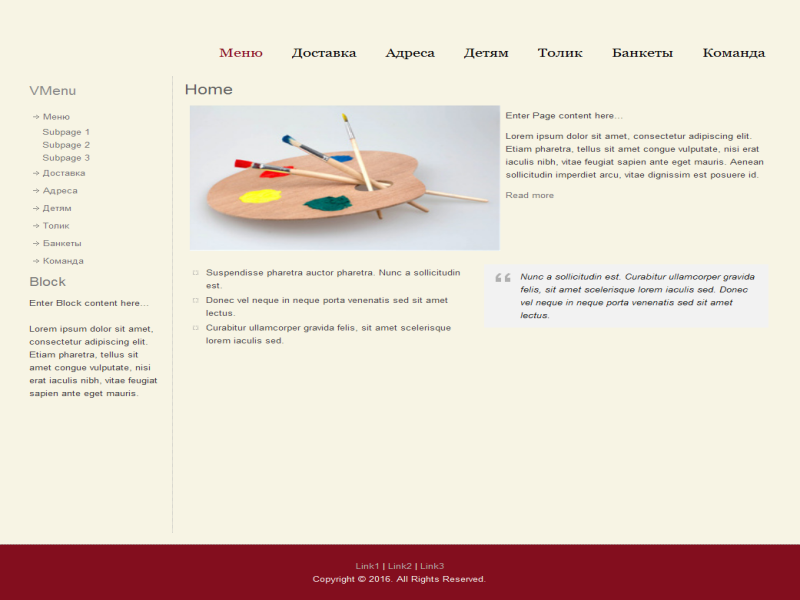 Меню Доставка Адреса Детям Толик Банкеты Команда
VMenu
Меню
Subpage 1
Subpage 2
Subpage 3
Доставка
Адреса
Детям
Толик
Банкеты
Команда
Block
Enter Block content here...
Lorem ipsum dolor sit amet,
consectetur adipiscing elit.
Etiam pharetra, tellus sit
amet congue vulputate, nisi
erat iaculis nibh, vitae feugiat
sapien ante eget mauris.
Home
Enter Page content here...
Lorem ipsum dolor sit amet, consectetur adipiscing elit.
Etiam pharetra, tellus sit amet congue vulputate, nisi erat
iaculis nibh, vitae feugiat sapien ante eget mauris. Aenean
sollicitudin imperdiet arcu, vitae dignissim est posuere id.
Read more
Suspendisse pharetra auctor pharetra. Nunc a sollicitudin
est.
Donec vel neque in neque porta venenatis sed sit amet
lectus.
Curabitur ullamcorper gravida felis, sit amet scelerisque
lorem iaculis sed.
Nunc a sollicitudin est. Curabitur ullamcorper gravida
felis, sit amet scelerisque lorem iaculis sed. Donec
vel neque in neque porta venenatis sed sit amet
lectus.
Link1 | Link2 | Link3
Copyright © 2016. All Rights Reserved.